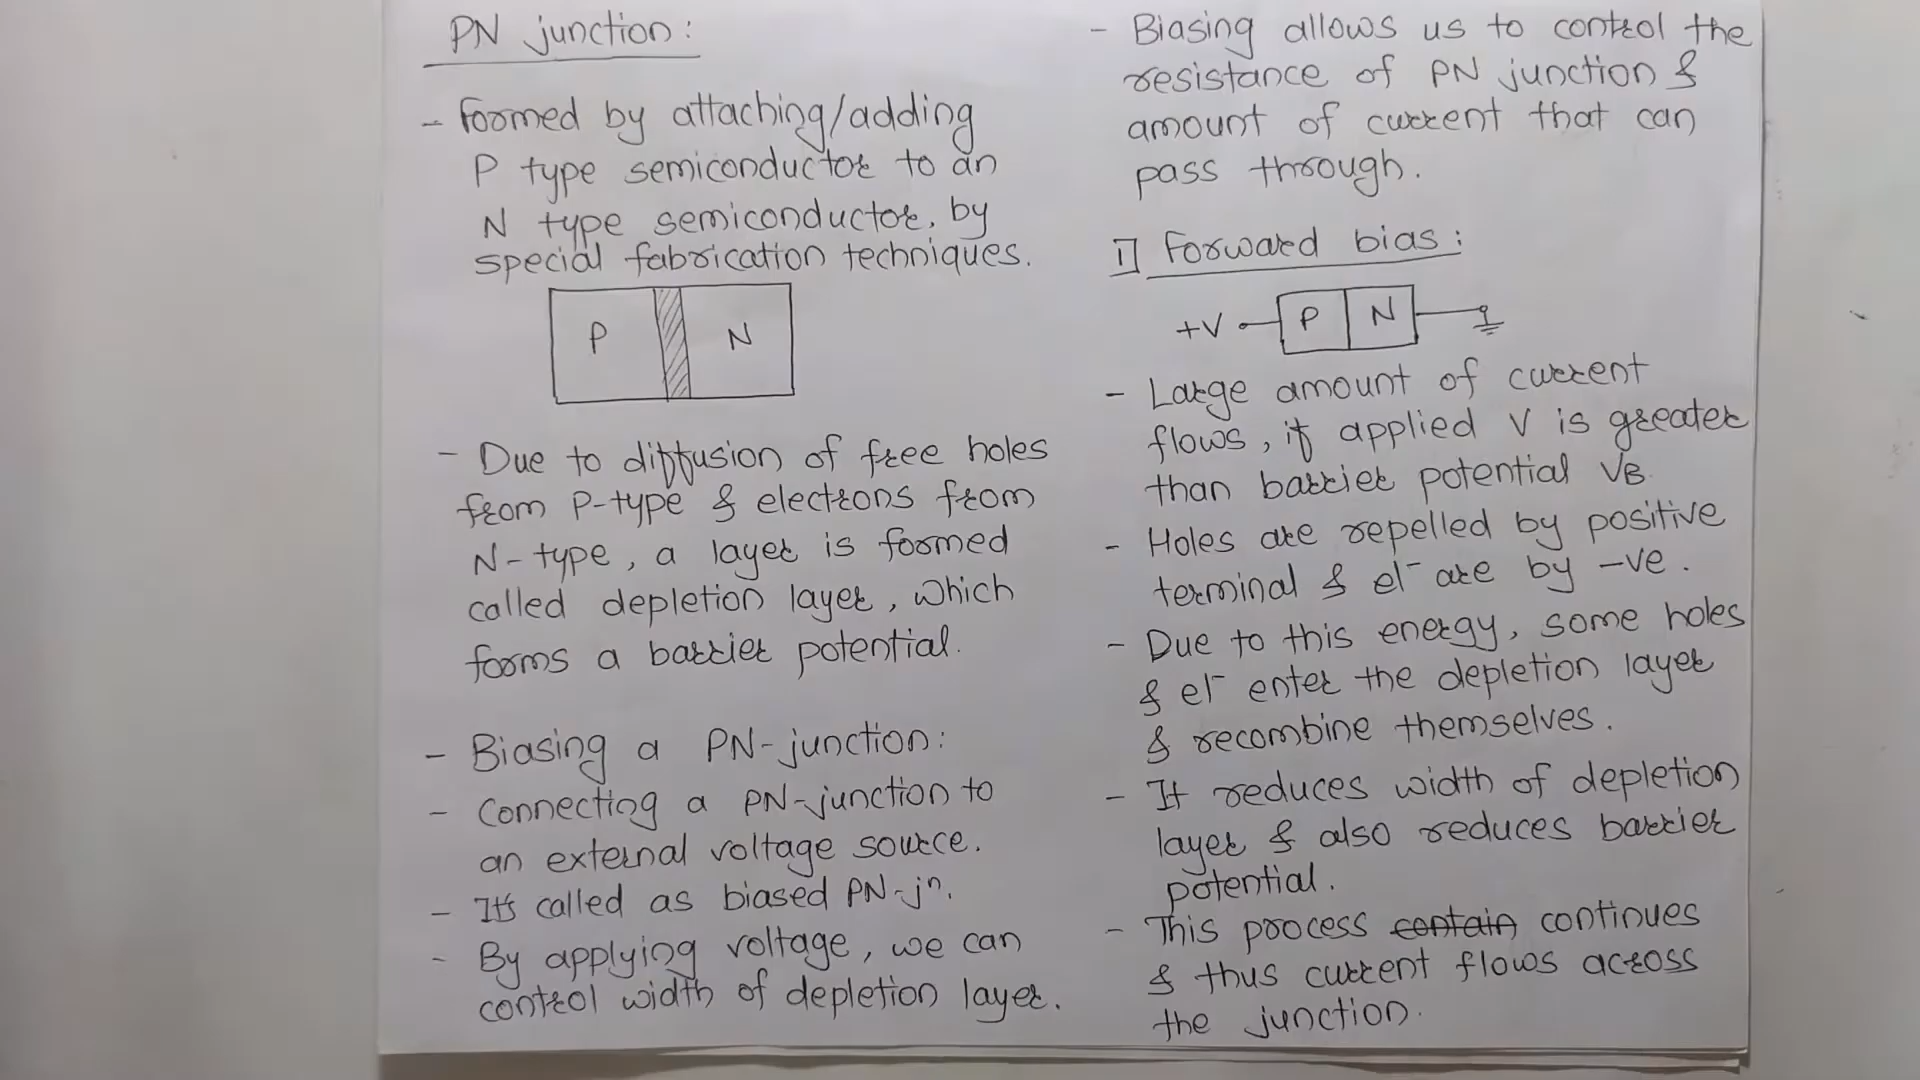 PN junction:
- formed by attaching/adding
P type semiconductor to an
N type semiconductor, by
special fabrication techniques.
P N
- Due to diffusion of free holes
from P-type & electrons from
N-type, a layer is formed
called depletion layer, which
forms a barrier potential.
- Biasing a PN-junction:
- Connecting a PN-junction to
an external voltage source.
- It's called as biased PN-jn.
- By applying voltage, we can
control width of depletion layer.
- Biasing allows us to control the
resistance of PN junction &
amount of current that can
pass through.
1] Forward bias:
+V P N
- Large amount of current
flows, if applied V is greater
than barrier potential VB.
- Holes are repelled by positive
terminal & el⁻ are by -ve.
- Due to this energy, some holes
& el⁻ enter the depletion layer
& recombine themselves.
- It reduces width of depletion
layer & also reduces barrier
potential.
- This process contain continues
& thus current flows across
the junction.